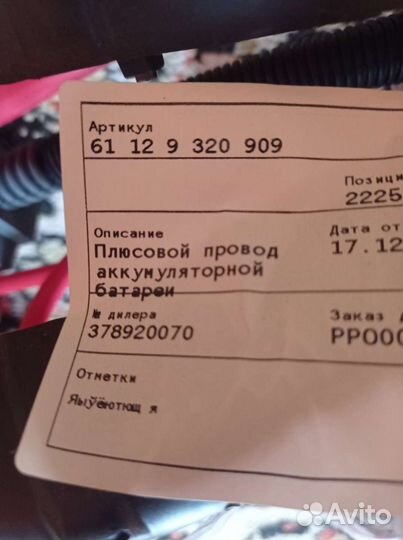 Артикул
61 12 9 320 909
Позици
2225
Описание
Дата от
Плюсовой провод
17.12
аккумуляторной
батареи
№ дилера
Заказ
378920070
PP000
Отметки
Яыўёютющ я
Avito